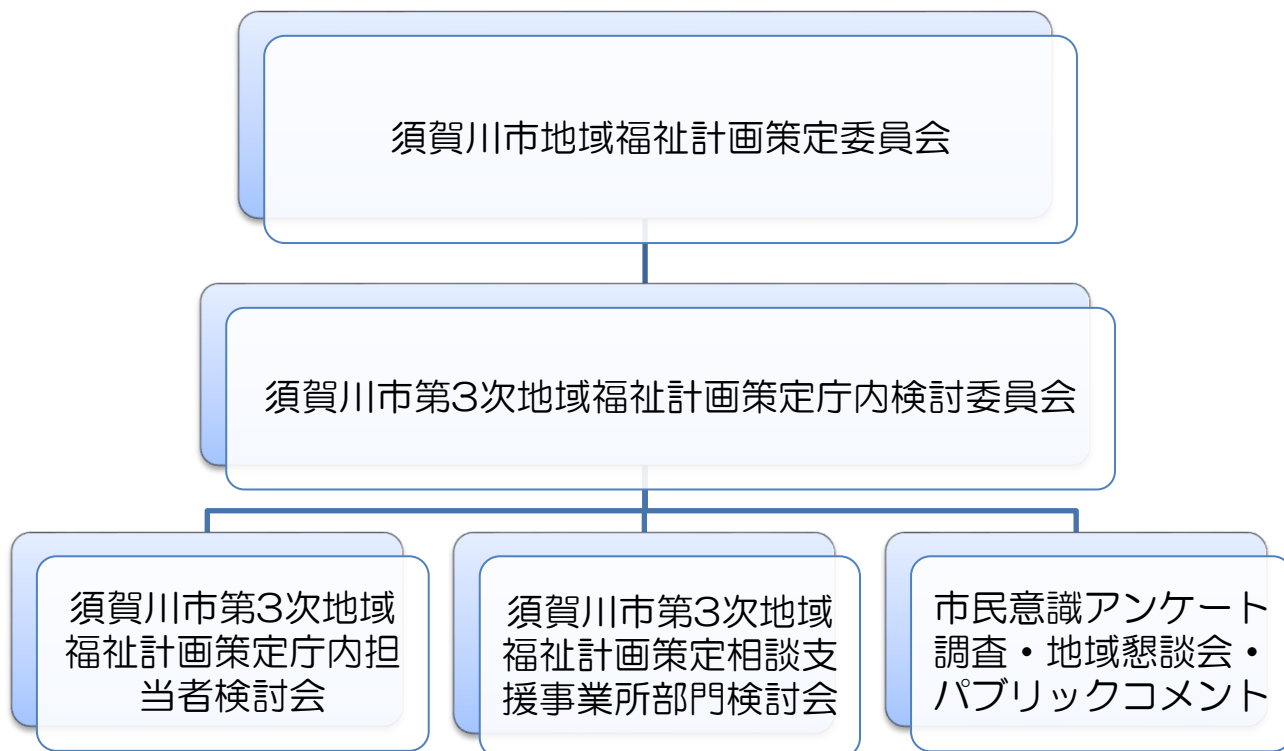 須賀川市地域福祉計画策定委員会
須賀川市第3次地域福祉計画策定庁内検討委員会
須賀川市第3次地域
福祉計画策定庁内担
当者検討会
須賀川市第3次地域
福祉計画策定相談支
援事業所部門検討会
市民意識アンケート
調査・地域懇談会・
パブリックコメント